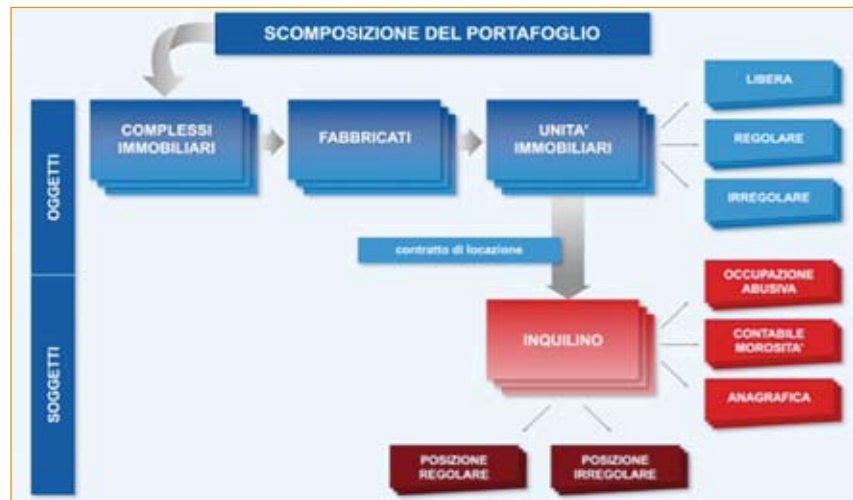 SCOMPOSIZIONE DEL PORTAFOGLIO
OGGETTI
COMPLESSI
IMMOBILIARI
FABBRICATI
UNITA'
IMMOBILIARI
LIBERA
REGOLARE
IRREGOLARE
contratto di locazione
SOGGETTI
INQUILINO
OCCUPAZIONE
ABUSIVA
CONTABILE
MOROSITA'
ANAGRAFICA
POSIZIONE
REGOLARE
POSIZIONE
IRREGOLARE